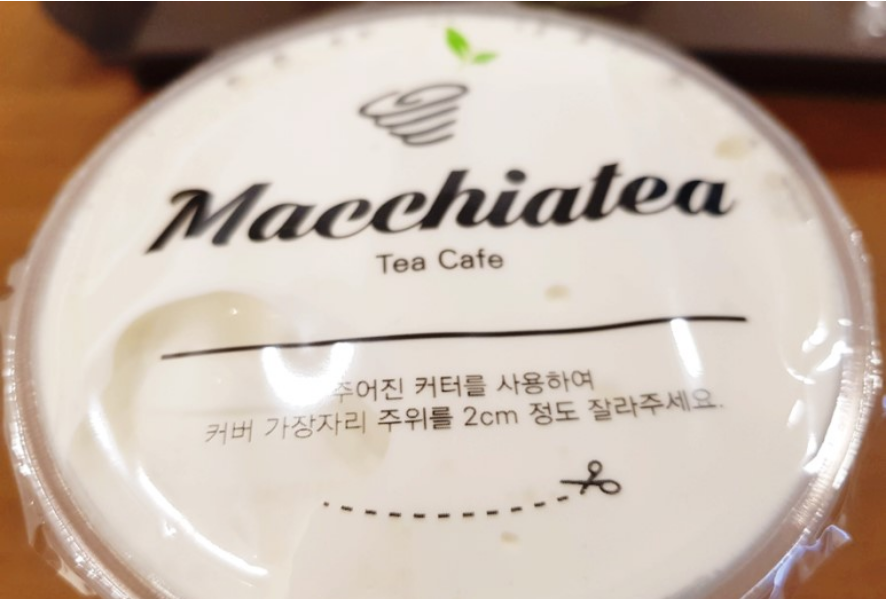 Macchiatea
Tea Cafe
주어진 커터를 사용하여
커버 가장자리 주위를 2cm 정도 잘라주세요.